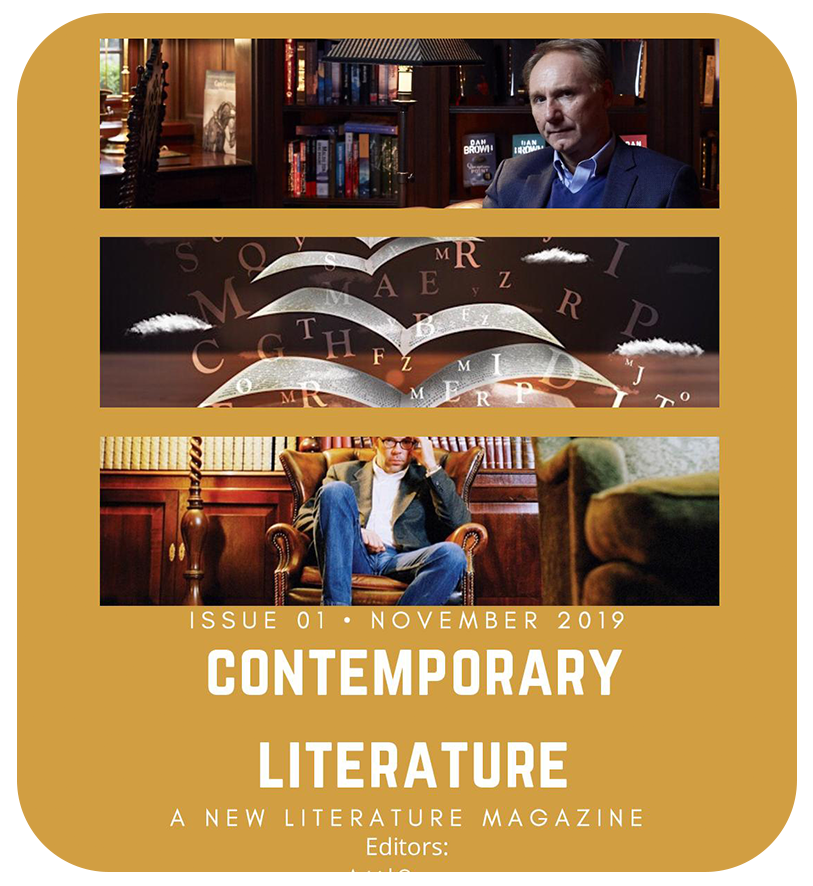 DAN
BROWN
DAN
BROWN
ISSUE 01 • NOVEMBER 2019
CONTEMPORARY
LITERATURE
A NEW LITERATURE MAGAZINE
Editors: